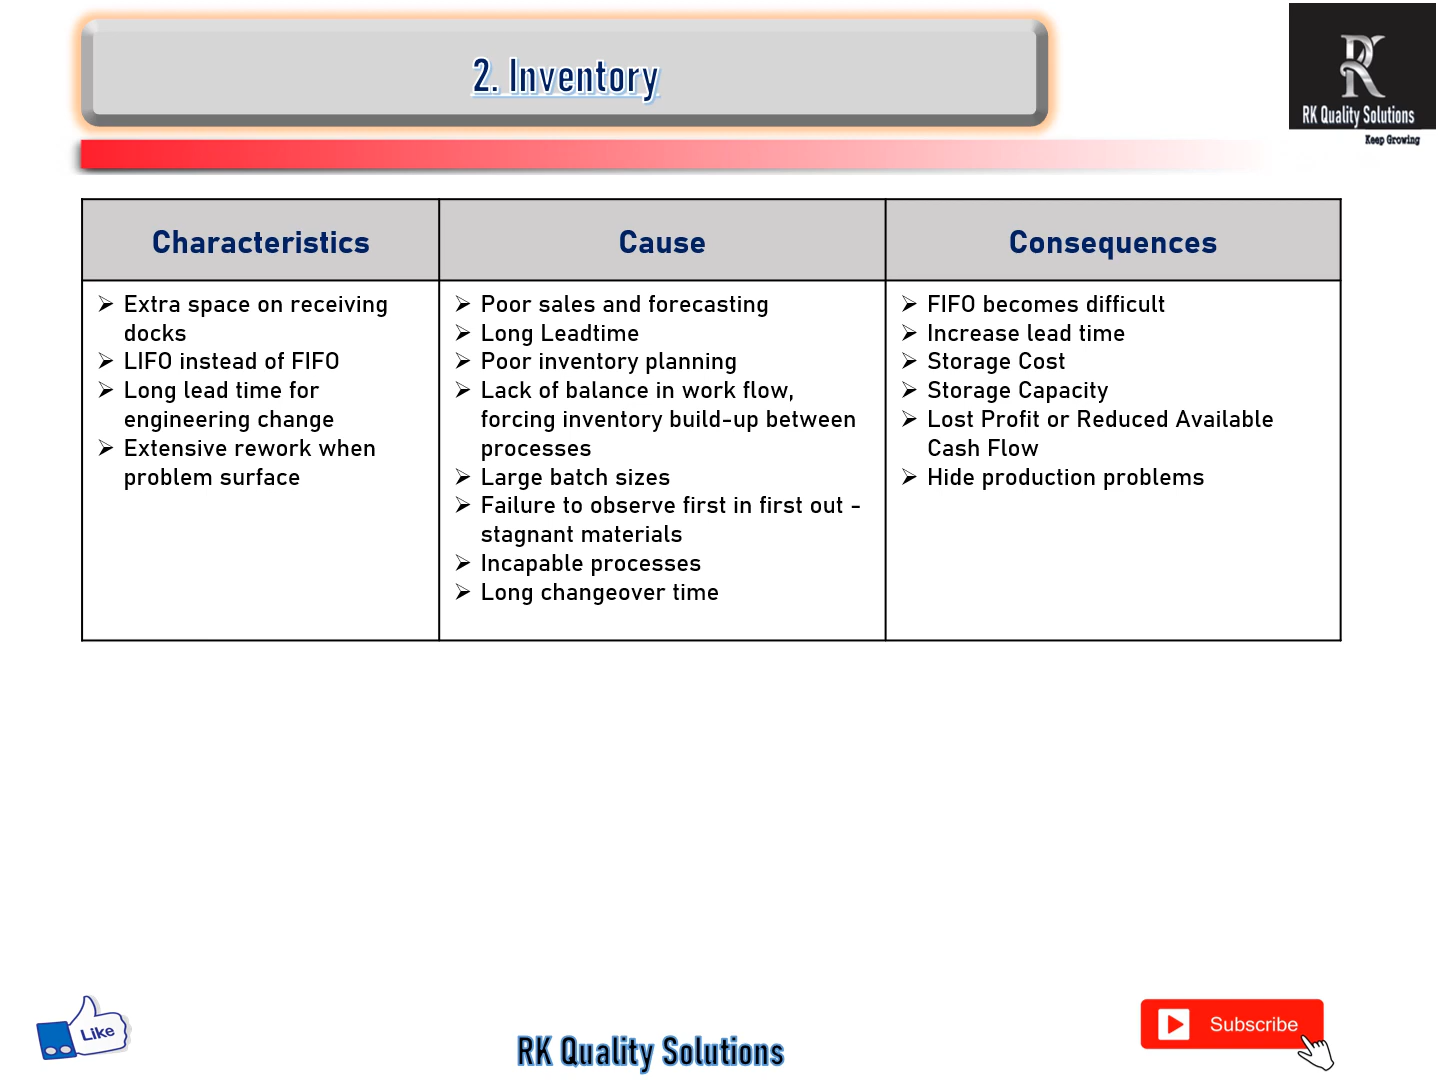 2. Inventory
RK Quality Solutions
Keep Growing
Characteristics
Cause
Consequences
➢ Extra space on receiving
docks
➢ LIFO instead of FIFO
➢ Long lead time for
engineering change
➢ Extensive rework when
problem surface
➢ Poor sales and forecasting
➢ Long Leadtime
➢ Poor inventory planning
➢ Lack of balance in work flow,
forcing inventory build-up between
processes
➢ Large batch sizes
➢ Failure to observe first in first out -
stagnant materials
➢ Incapable processes
➢ Long changeover time
➢ FIFO becomes difficult
➢ Increase lead time
➢ Storage Cost
➢ Storage Capacity
➢ Lost Profit or Reduced Available
Cash Flow
➢ Hide production problems
Like
RK Quality Solutions
Subscribe